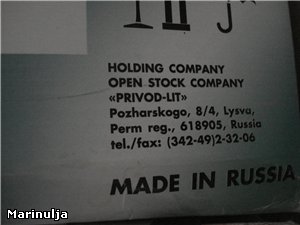 HOLDING COMPANY
OPEN STOCK COMPANY
«PRIVOD-LIT»
Pozharskogo, 8/4, Lysva,
Perm reg., 618905, Russia
tel./fax: (342-49)2-32-06
MADE IN RUSSIA
Marinulja